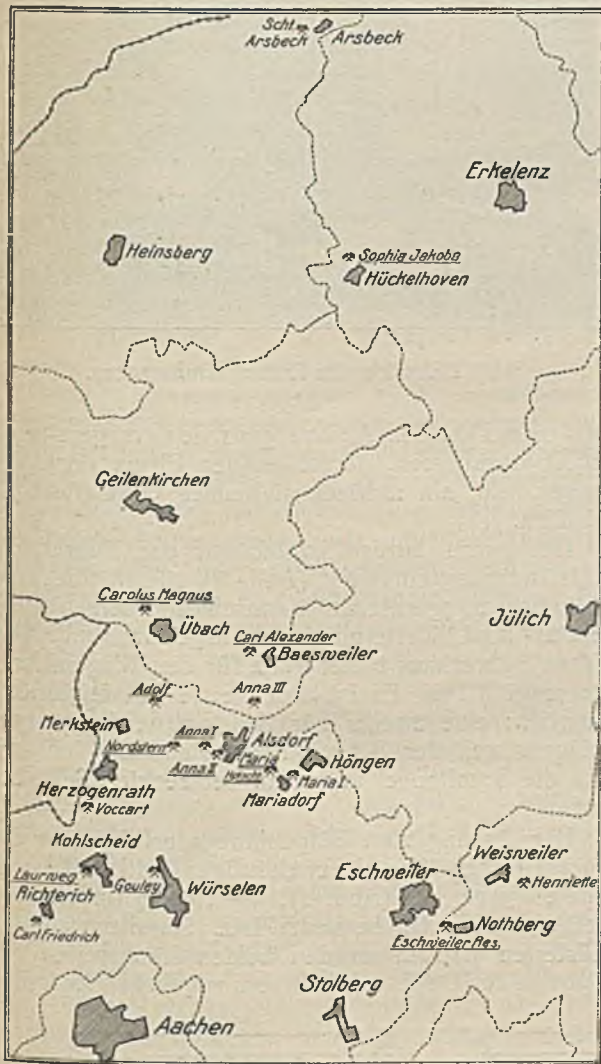 Scht.
Arsbeck
Arsbeck
Erkelenz
Heinsberg
Sophia Jakoba
Hückelhoven
Geilenkirchen
Carolus Magnus
Übach
Jülich
Carl Alexander
Baesweiler
Adolf
Anna III
Merkstein
Nordstern
Anna I
Alsdorf
Anna II
Maria
Höngen
Maria I
Mariadorf
Herzogenrath
Voccart
Kohlscheid
Laurweg
Gouley
Würselen
Richterich
Carl Friedrich
Eschweiler
Weisweiler
Henriette
Nothberg
Eschweiler Res.
Stolberg
Aachen